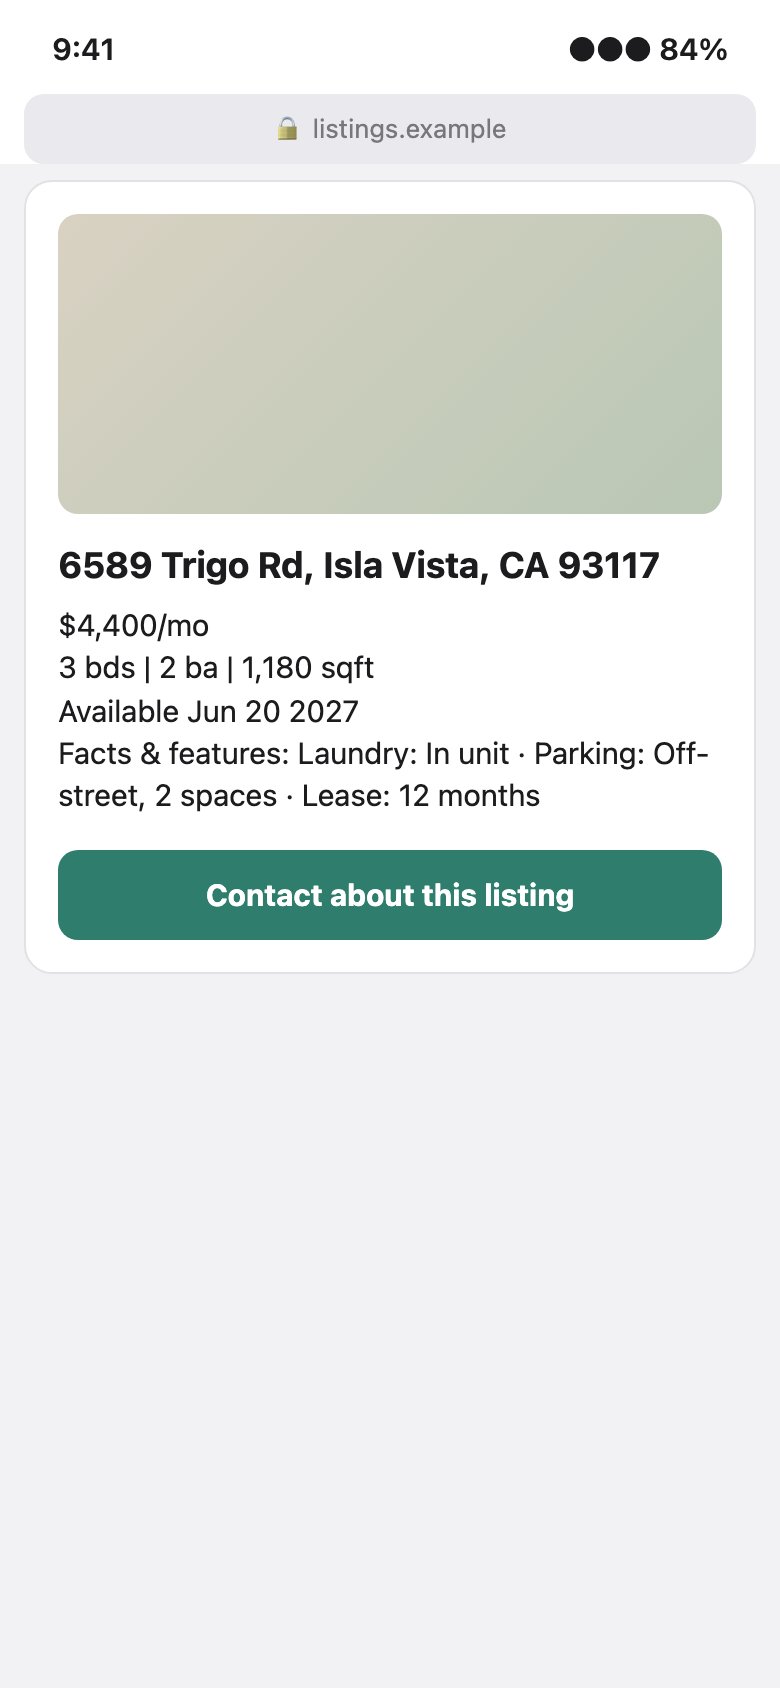 9:41
84%
listings.example
6589 Trigo Rd, Isla Vista, CA 93117
$4,400/mo
3 bds | 2 ba | 1,180 sqft
Available Jun 20 2027
Facts & features: Laundry: In unit · Parking: Off-
street, 2 spaces · Lease: 12 months
Contact about this listing